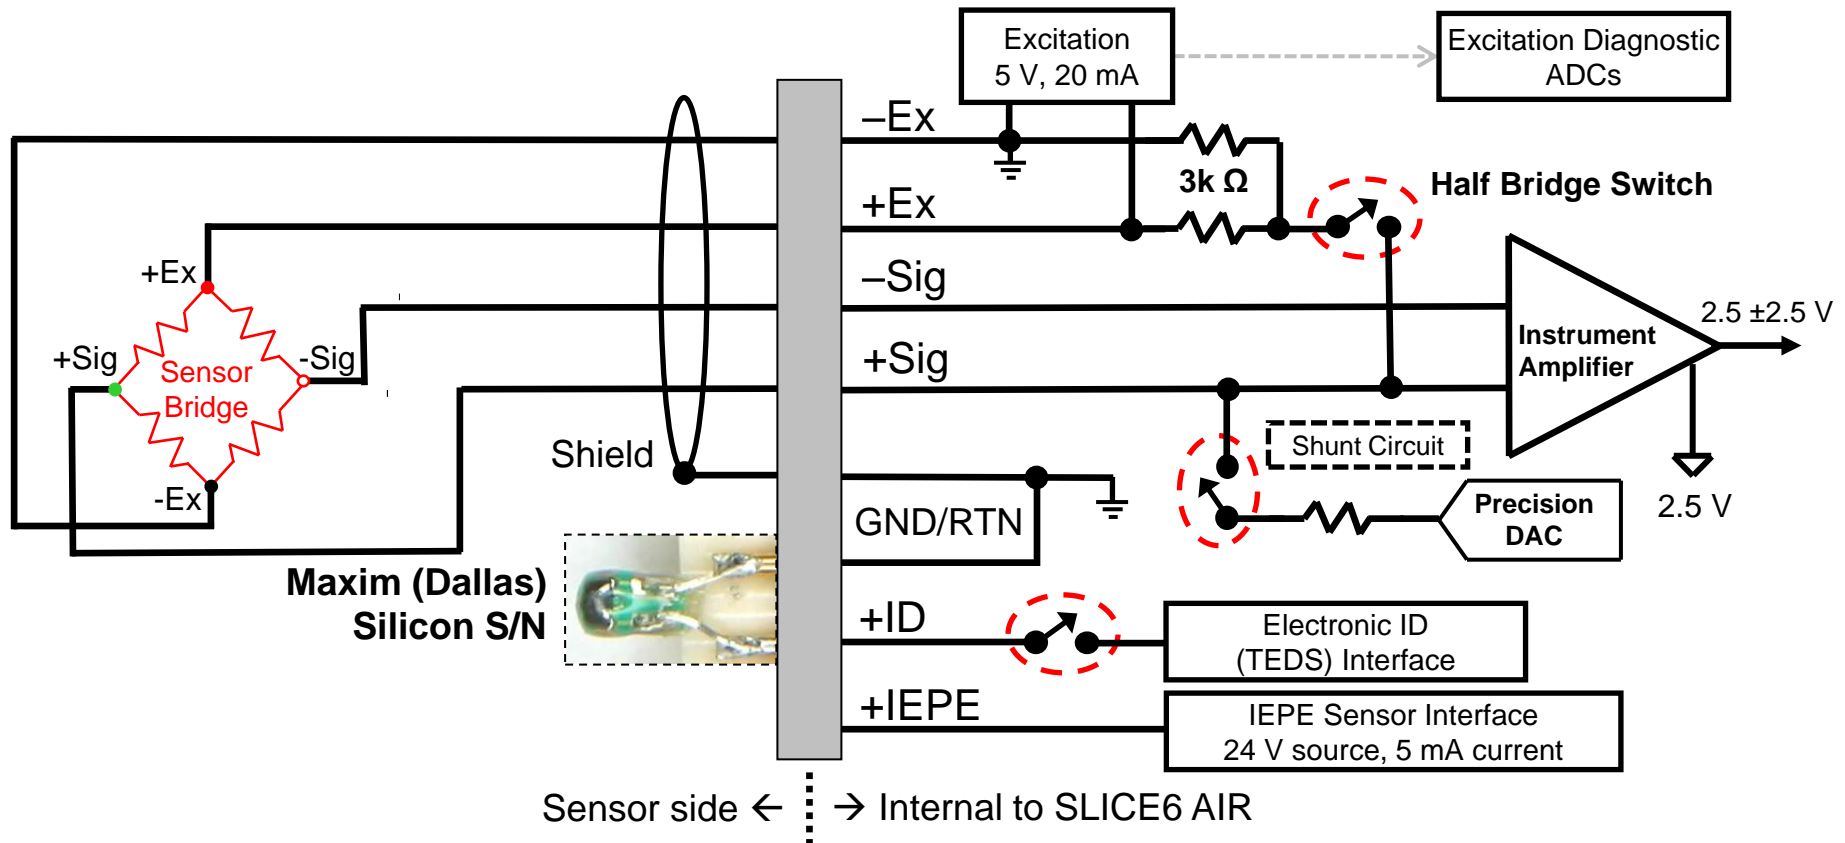 Excitation
5 V, 20 mA
Excitation Diagnostic
ADCs
–Ex
3k Ω
Half Bridge Switch
+Ex
–Sig
+Ex
+Sig
-Sig
Sensor
Bridge
-Ex
2.5 ±2.5 V
Instrument
Amplifier
+Sig
Shield
Shunt Circuit
GND/RTN
Precision
DAC
2.5 V
Maxim (Dallas)
Silicon S/N
+ID
Electronic ID
(TEDS) Interface
+IEPE
IEPE Sensor Interface
24 V source, 5 mA current
Sensor side ← → Internal to SLICE6 AIR